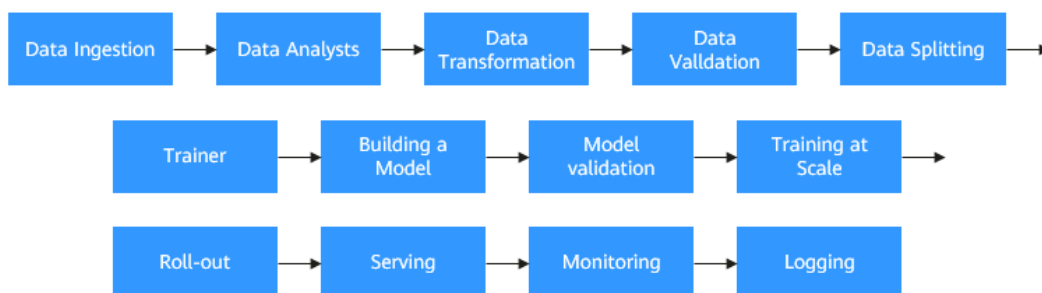 Data Ingestion
Data Analysts
Data
Transformation
Data
Valldation
Data Splitting
Trainer
Building a
Model
Model
validation
Training at
Scale
Roll-out
Serving
Monitoring
Logging